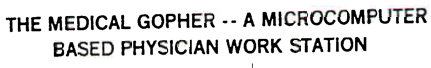 THE MEDICAL GOPHER -- A MICROCOMPUTER
BASED PHYSICIAN WORK STATION